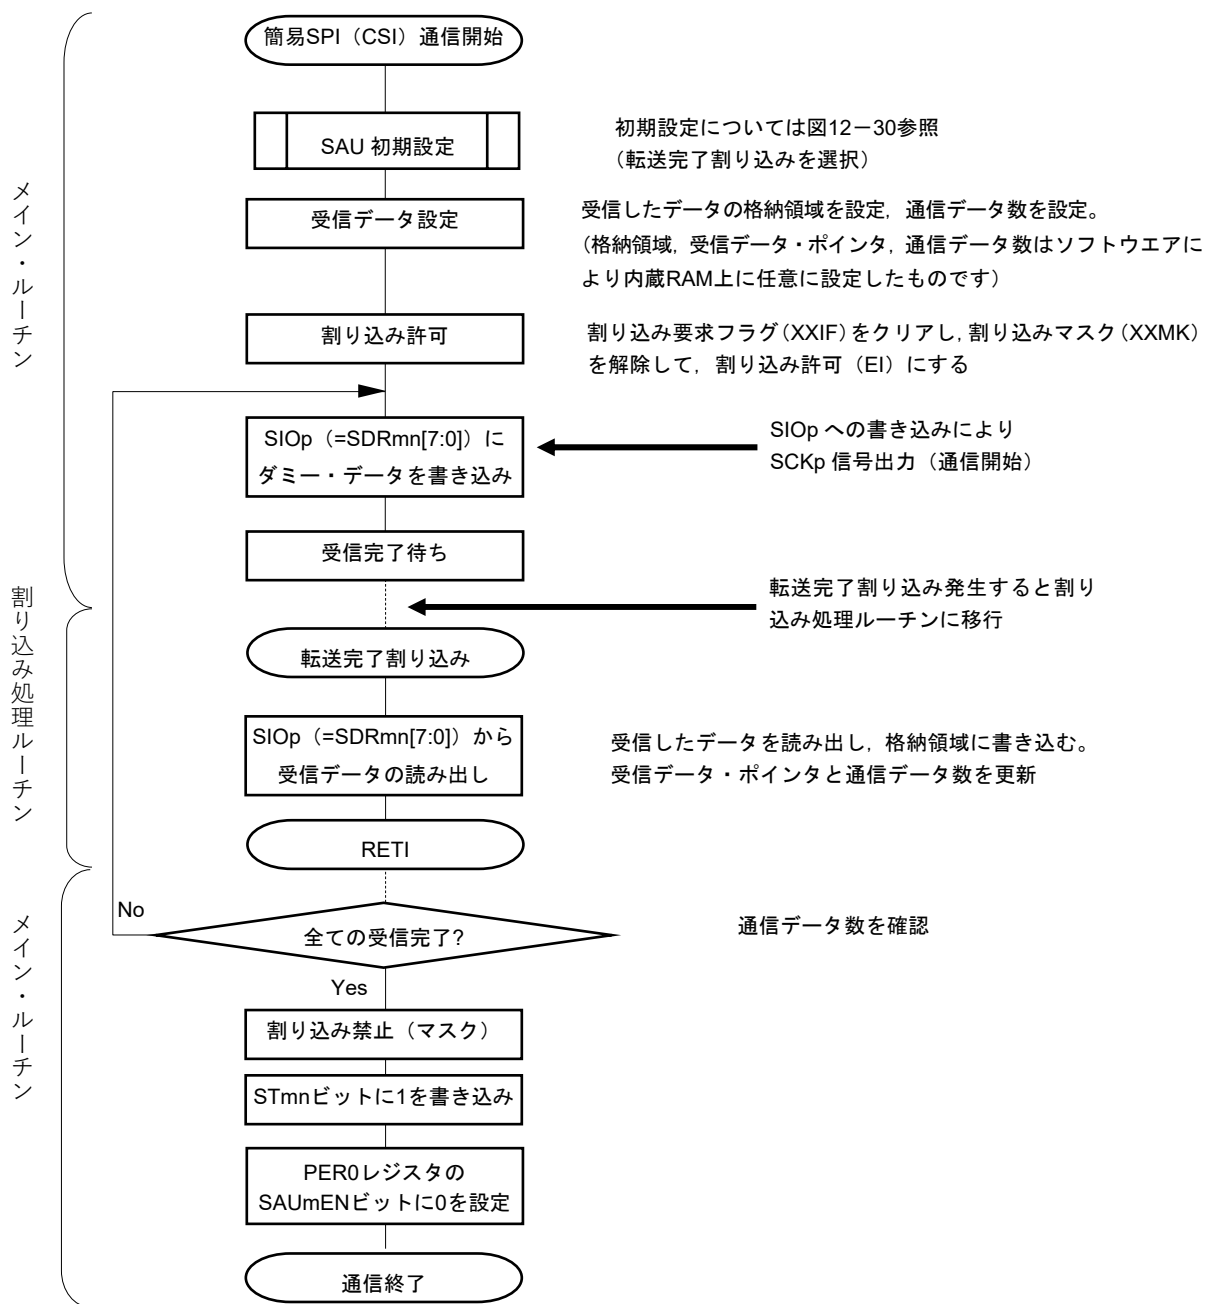 簡易SPI（CSI）通信開始
SAU 初期設定
初期設定については図12－30参照
（転送完了割り込みを選択）
受信データ設定
受信したデータの格納領域を設定，通信データ数を設定。
（格納領域，受信データ・ポインタ，通信データ数はソフトウエアに
より内蔵RAM上に任意に設定したものです）
メイン・ルーチン
割り込み許可
割り込み要求フラグ（XXIF）をクリアし，割り込みマスク（XXMK）
を解除して，割り込み許可（EI）にする
SIOp（=SDRmn[7:0]）に
ダミー・データを書き込み
SIOp への書き込みにより
SCKp 信号出力（通信開始）
受信完了待ち
転送完了割り込み発生すると割り
込み処理ルーチンに移行
割り込み処理ルーチン
転送完了割り込み
SIOp（=SDRmn[7:0]）から
受信データの読み出し
受信したデータを読み出し，格納領域に書き込む。
受信データ・ポインタと通信データ数を更新
RETI
No
全ての受信完了?
通信データ数を確認
Yes
メイン・ルーチン
割り込み禁止（マスク）
STmnビットに1を書き込み
PER0レジスタの
SAUmENビットに0を設定
通信終了